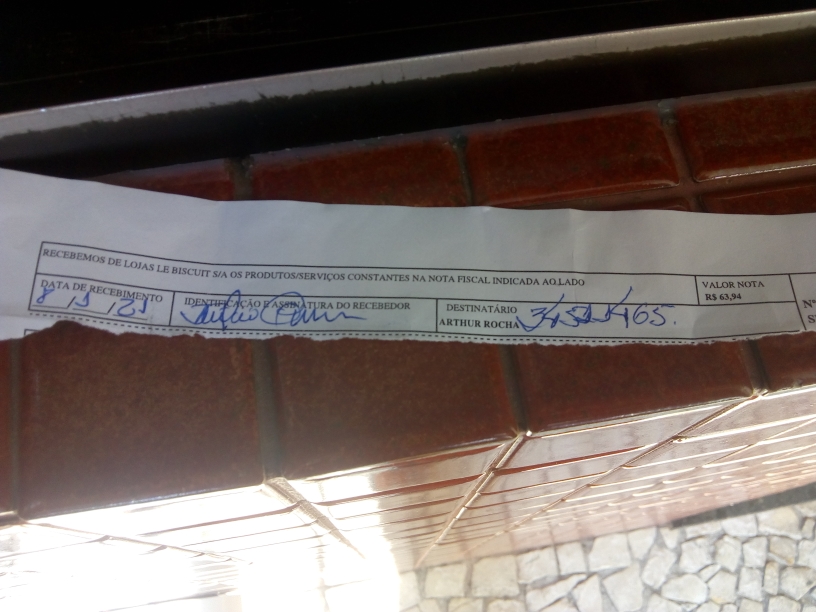 RECEBEMOS DE LOJAS LE BISCUIT S/A OS PRODUTOS/SERVIÇOS CONSTANTES NA NOTA FISCAL INDICADA AO LADO
VALOR NOTA
R$ 63,94
DATA DE RECEBIMENTO
IDENTIFICAÇÃO E ASSINATURA DO RECEBEDOR
DESTINATÁRIO
ARTHUR ROCHA